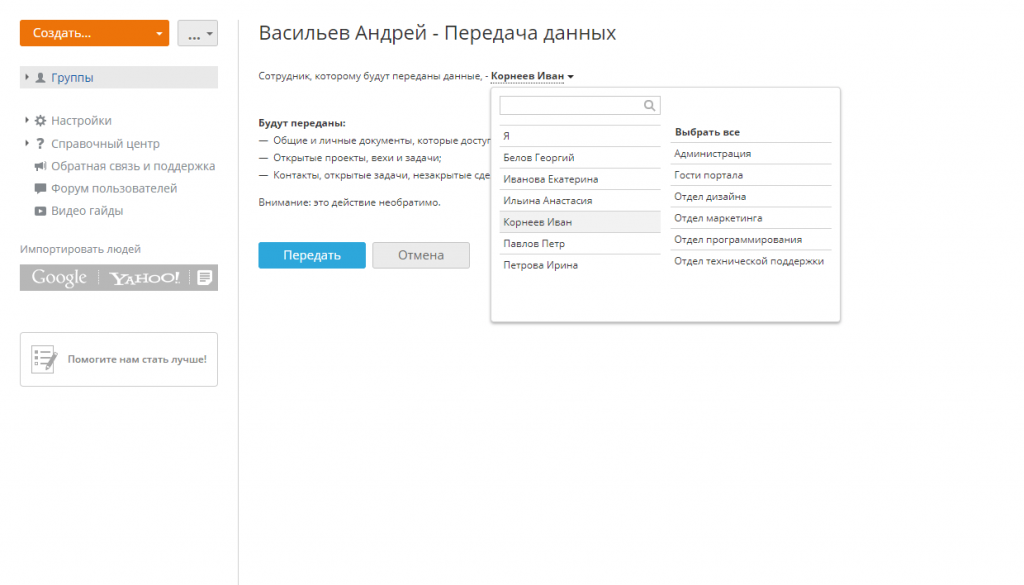 Создать...
...
Группы
Настройки
Справочный центр
Обратная связь и поддержка
Форум пользователей
Видео гайды
Импортировать людей
Google YAHOO!
Помогите нам стать лучше!
Васильев Андрей - Передача данных
Сотрудник, которому будут переданы данные, - Корнеев Иван
Будут переданы:
— Общие и личные документы, которые
— Открытые проекты, вехи и задачи;
— Контакты, открытые задачи, незакрытые
Внимание: это действие необратимо.
Передать Отмена
Я
Белов Георгий
Иванова Екатерина
Ильина Анастасия
Корнеев Иван
Павлов Петр
Петрова Ирина
Выбрать все
Администрация
Гости портала
Отдел дизайна
Отдел маркетинга
Отдел программирования
Отдел технической поддержки